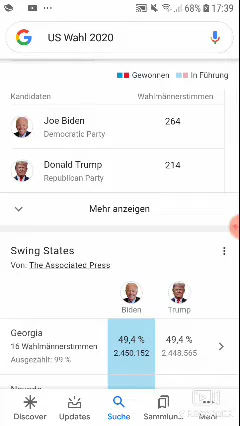 68% 17:39
US Wahl 2020
Gewonnen In Führung
Kandidaten Wahlmännerstimmen
Joe Biden 264
Democratic Party
Donald Trump 214
Republican Party
Mehr anzeigen
Swing States
Von: The Associated Press
Biden Trump
Georgia 49,4 % 49,4 %
16 Wahlmännerstimmen 2.450.152 2.448.565
Ausgezählt: 99 %
Discover Updates Suche Sammlun... Mehr